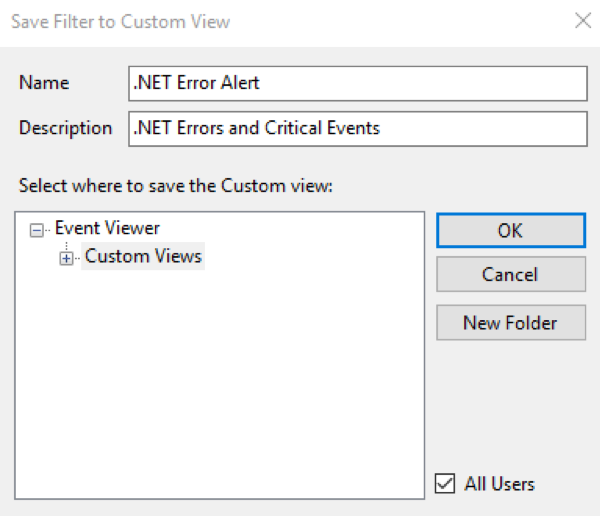 Save Filter to Custom View
Name
.NET Error Alert
Description
.NET Errors and Critical Events
Select where to save the Custom view:
Event Viewer
Custom Views
OK
Cancel
New Folder
All Users